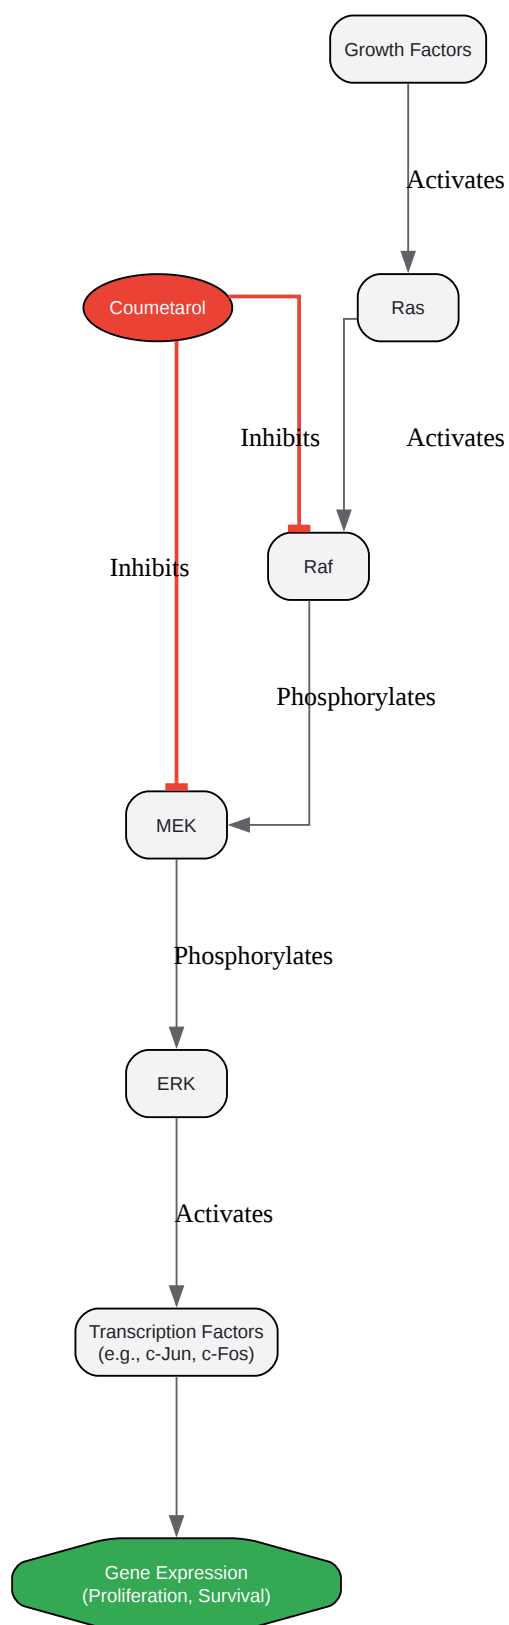 Growth Factors
Activates
Coumetarol
Ras
Inhibits
Activates
Raf
Inhibits
Phosphorylates
MEK
Phosphorylates
ERK
Activates
Transcription Factors
(e.g., c-Jun, c-Fos)
Gene Expression
(Proliferation, Survival)